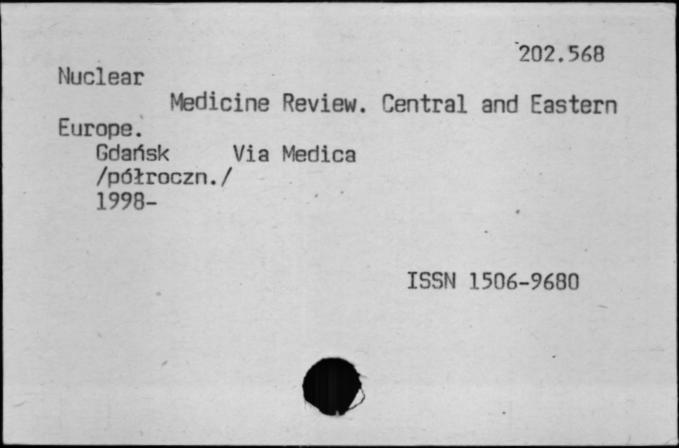 202.568
Nuclear
Medicine Review. Central and Eastern
Europe.
Gdańsk Via Medica
/półroczn./
1998-
ISSN 1506-9680